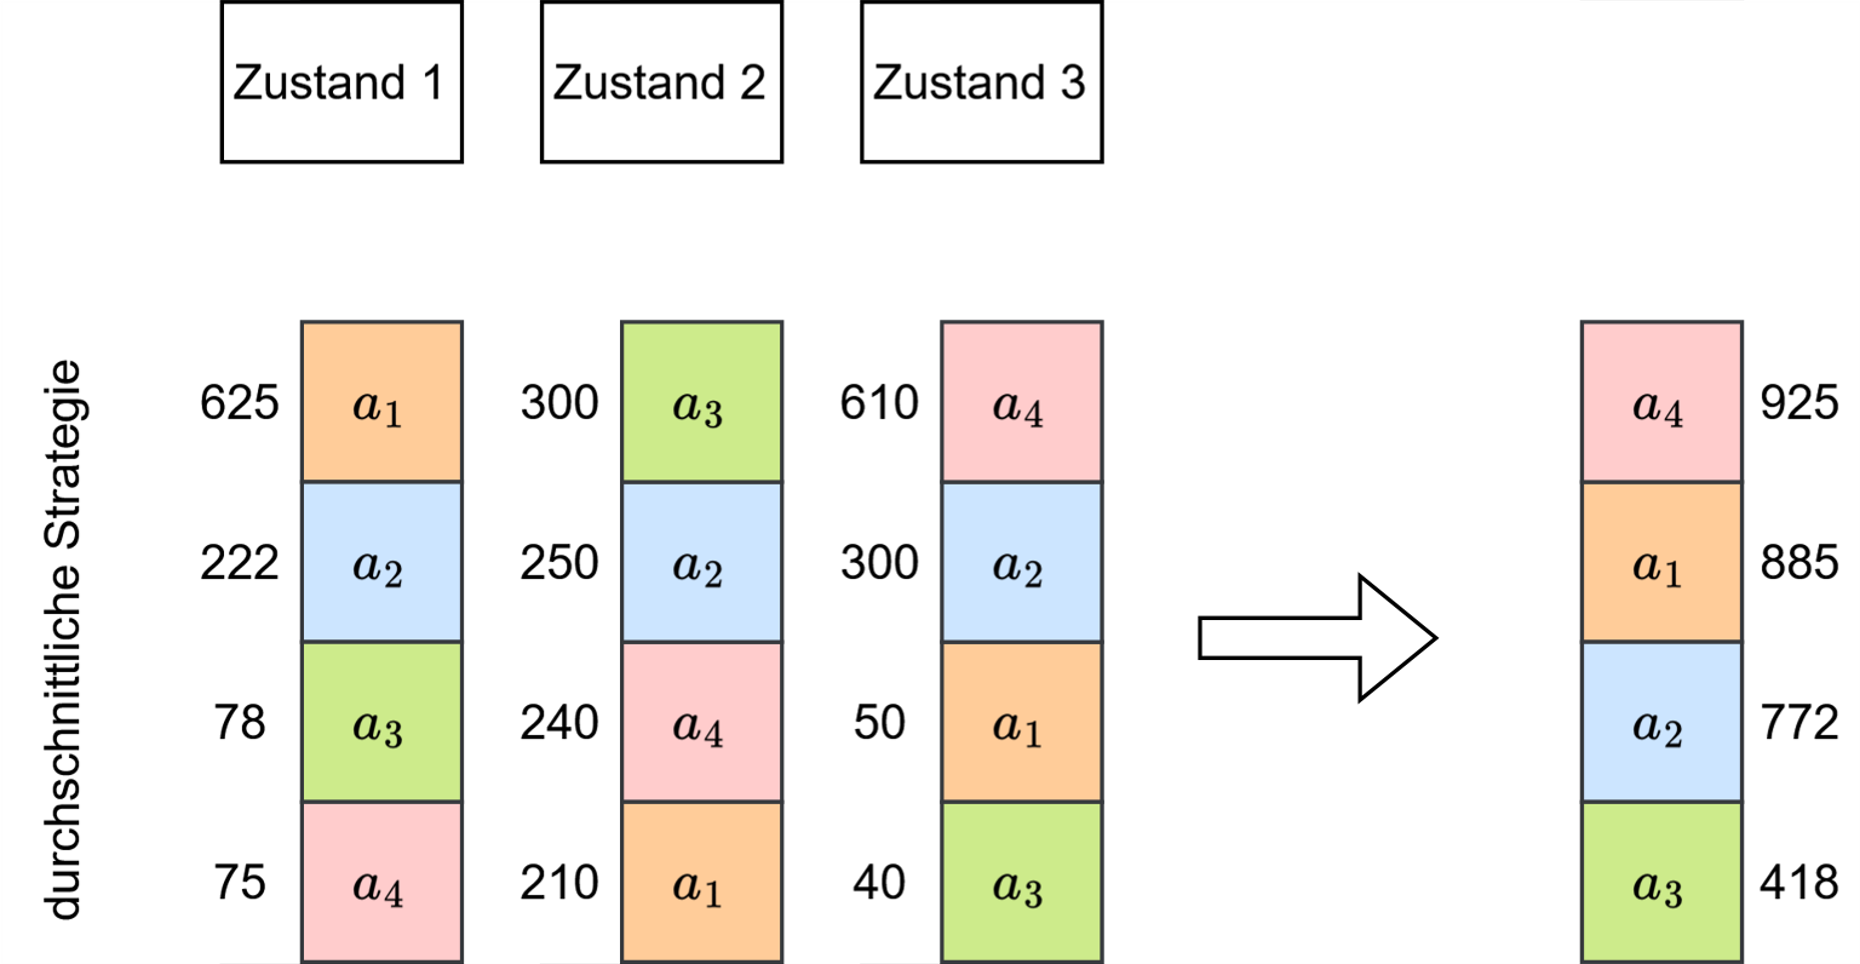 Zustand 1 Zustand 2 Zustand 3
durchschnittliche Strategie
625 a₁ 300 a₃ 610 a₄ a₄ 925
222 a₂ 250 a₂ 300 a₂ a₁ 885
78 a₃ 240 a₄ 50 a₁ a₂ 772
75 a₄ 210 a₁ 40 a₃ a₃ 418